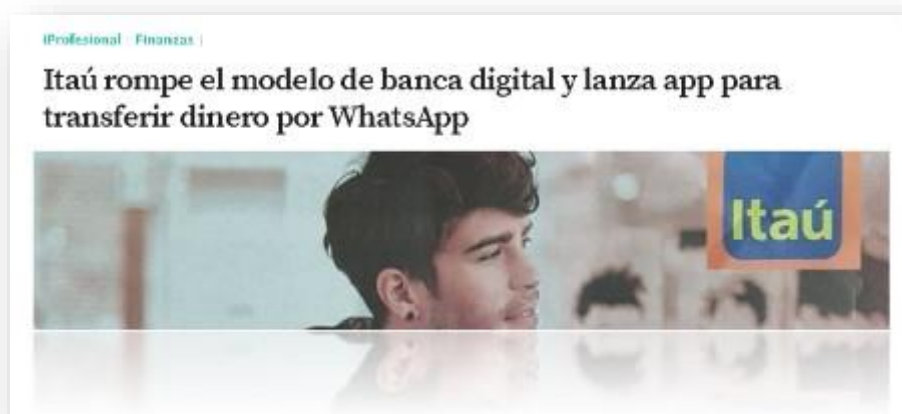 iProfesional | Finanzas |
Itaú rompe el modelo de banca digital y lanza app para
transferir dinero por WhatsApp
Itaú